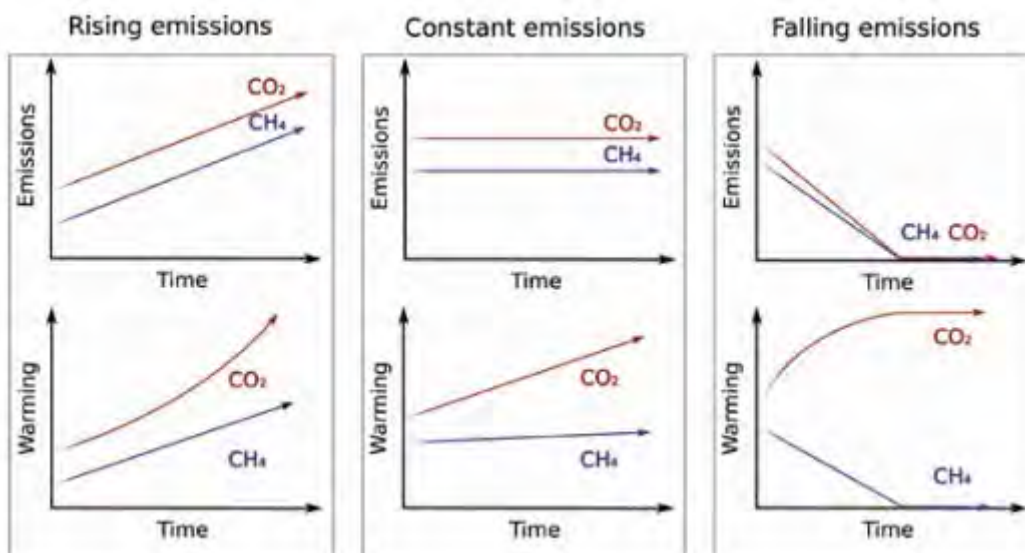 Rising emissions
Constant emissions
Falling emissions
Emissions
CO₂
CH₄
Time
Emissions
CO₂
CH₄
Time
Emissions
CH₄ CO₂
Time
Warming
CO₂
CH₄
Time
Warming
CO₂
CH₄
Time
Warming
CO₂
CH₄
Time